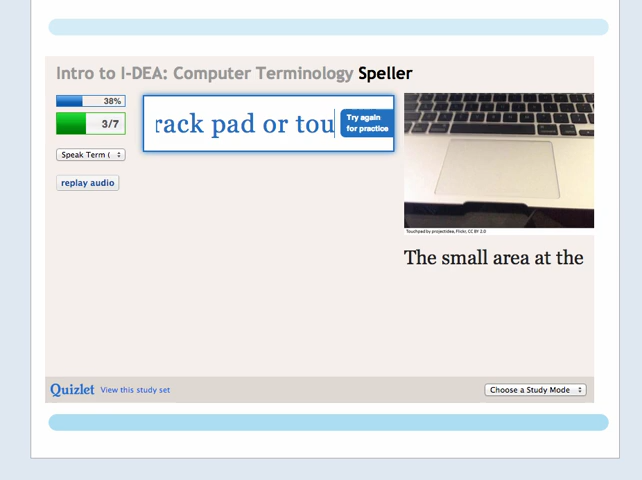 Intro to I-DEA: Computer Terminology Speller
38%
3/7
Speak Term (
replay audio
rack pad or tou
Try again
for practice
Touchpad by projectidea, Flickr, CC BY 2.0
The small area at the
Quizlet View this study set
Choose a Study Mode